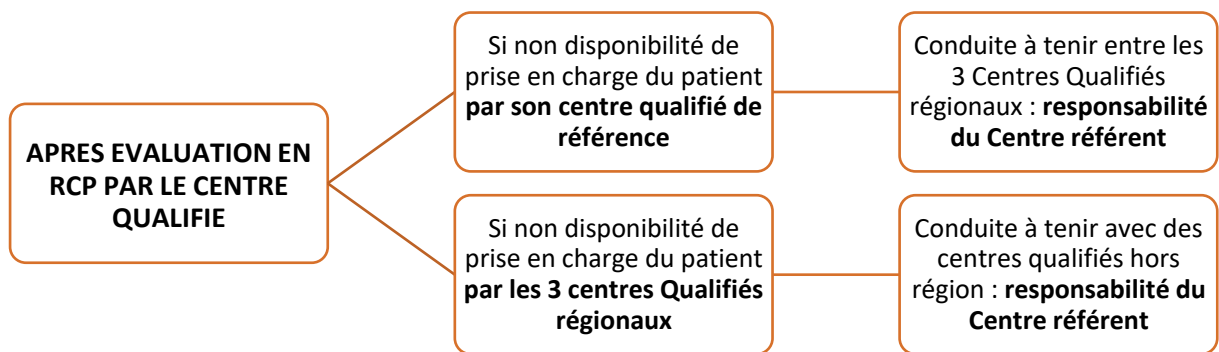 APRES EVALUATION EN
RCP PAR LE CENTRE
QUALIFIE
Si non disponibilité de
prise en charge du patient
par son centre qualifié de
référence
Conduite à tenir entre les
3 Centres Qualifiés
régionaux : responsabilité
du Centre référent
Si non disponibilité de
prise en charge du patient
par les 3 centres Qualifiés
régionaux
Conduite à tenir avec des
centres qualifiés hors
région : responsabilité du
Centre référent